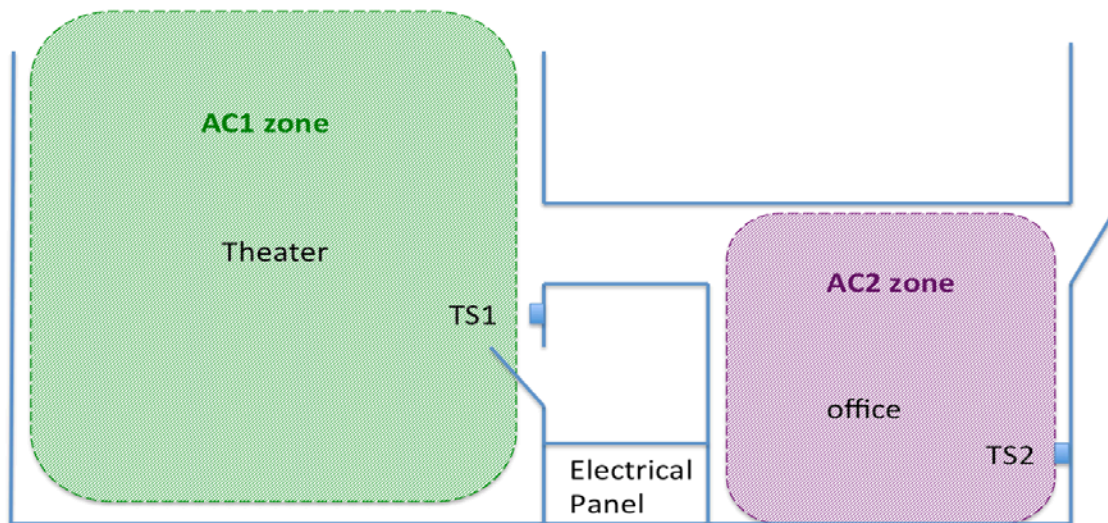 AC1 zone
Theater
AC2 zone
TS1
office
TS2
Electrical
Panel